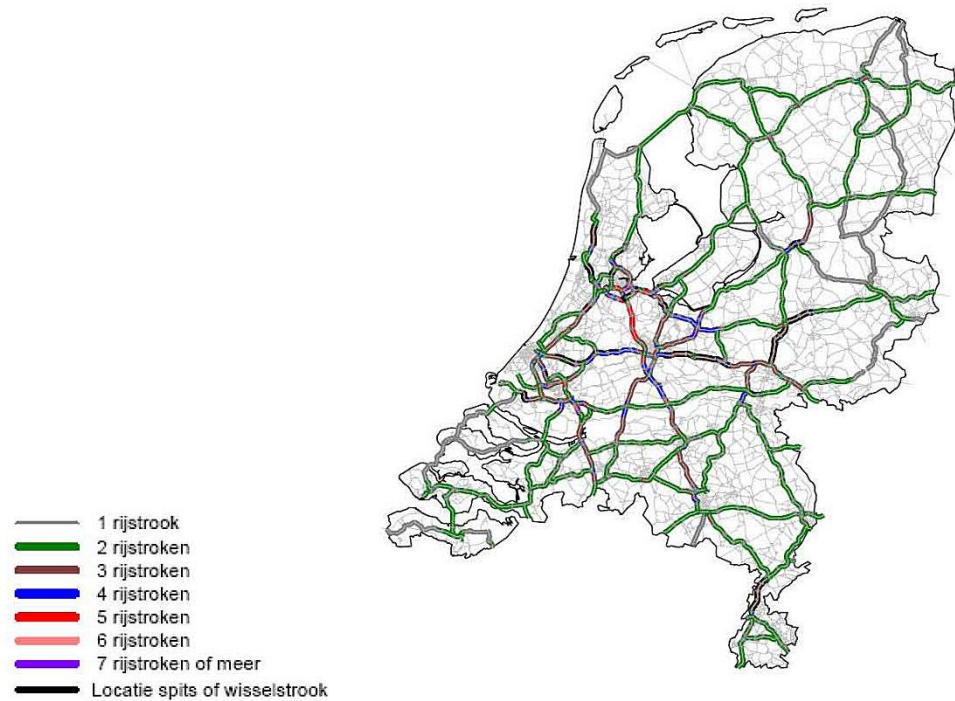 1 rijstrook
2 rijstroken
3 rijstroken
4 rijstroken
5 rijstroken
6 rijstroken
7 rijstroken of meer
Locatie spits of wisselstrook